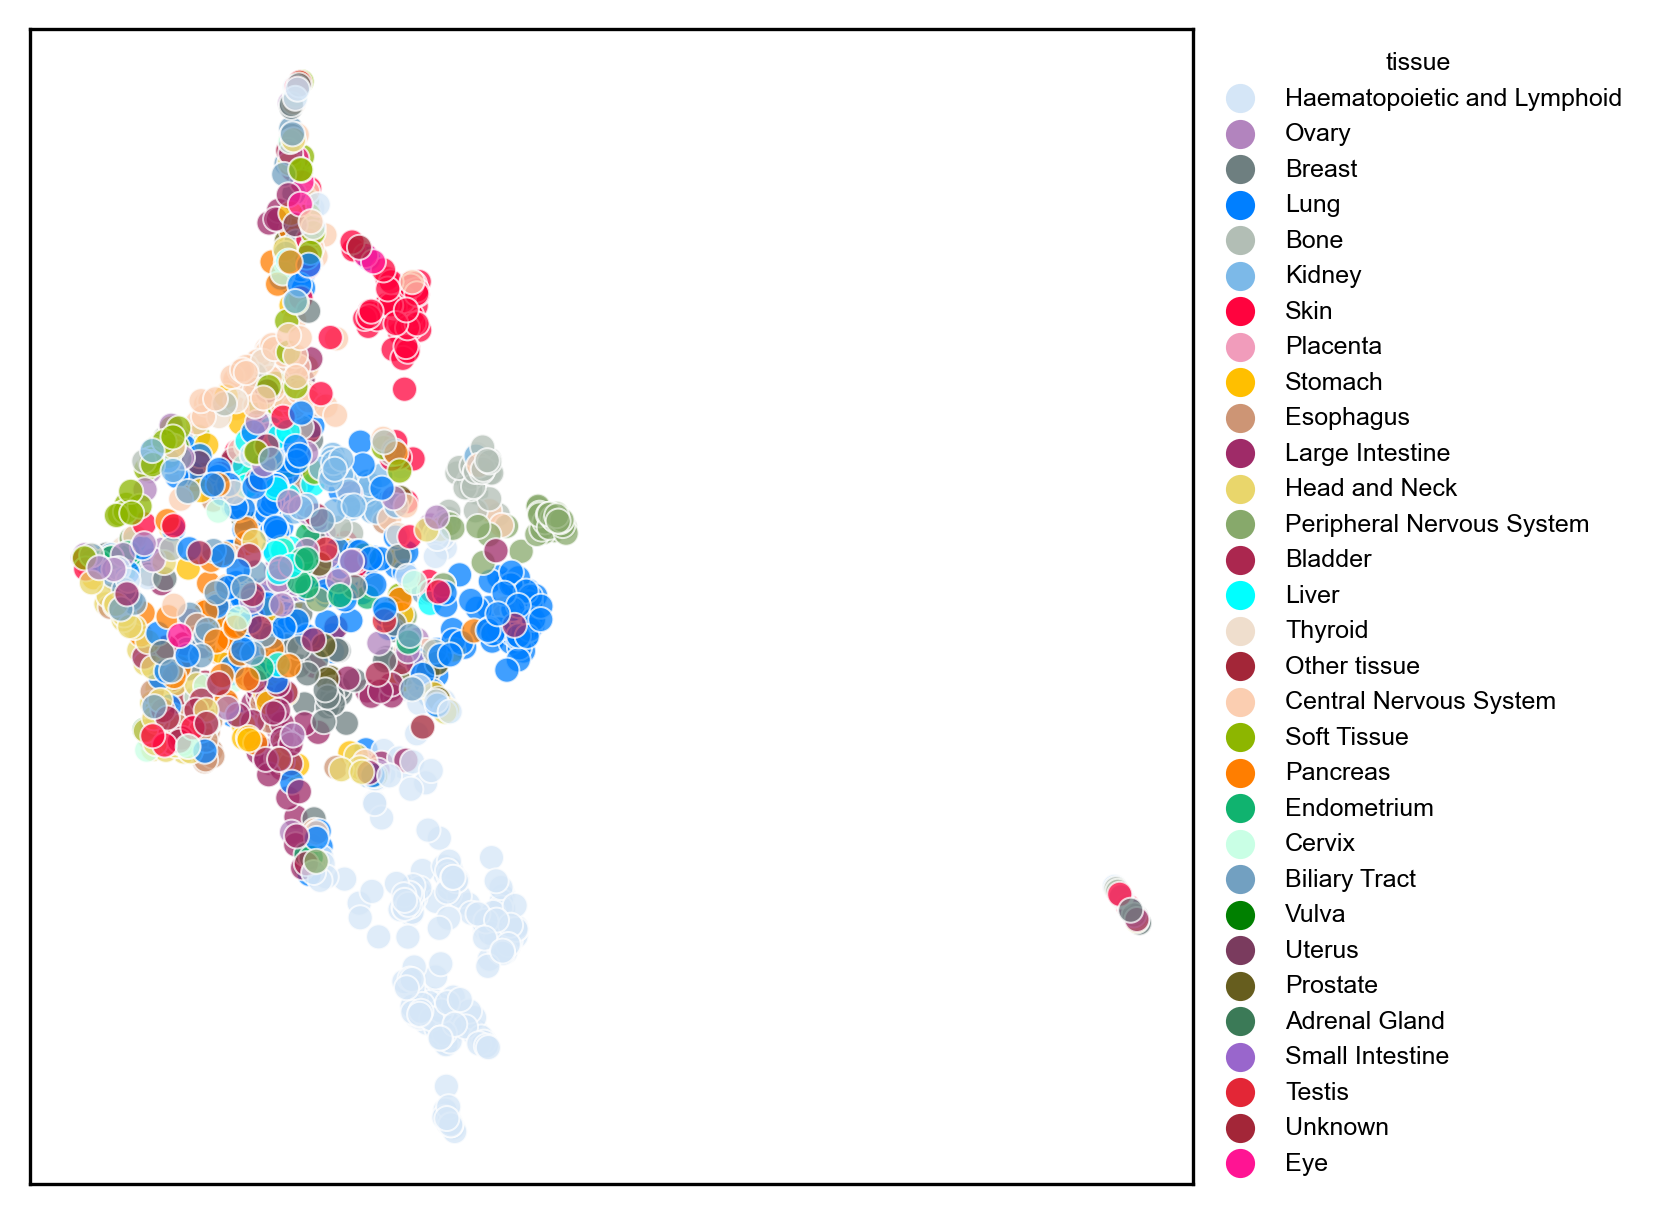 tissue
Haematopoietic and Lymphoid
Ovary
Breast
Lung
Bone
Kidney
Skin
Placenta
Stomach
Esophagus
Large Intestine
Head and Neck
Peripheral Nervous System
Bladder
Liver
Thyroid
Other tissue
Central Nervous System
Soft Tissue
Pancreas
Endometrium
Cervix
Biliary Tract
Vulva
Uterus
Prostate
Adrenal Gland
Small Intestine
Testis
Unknown
Eye